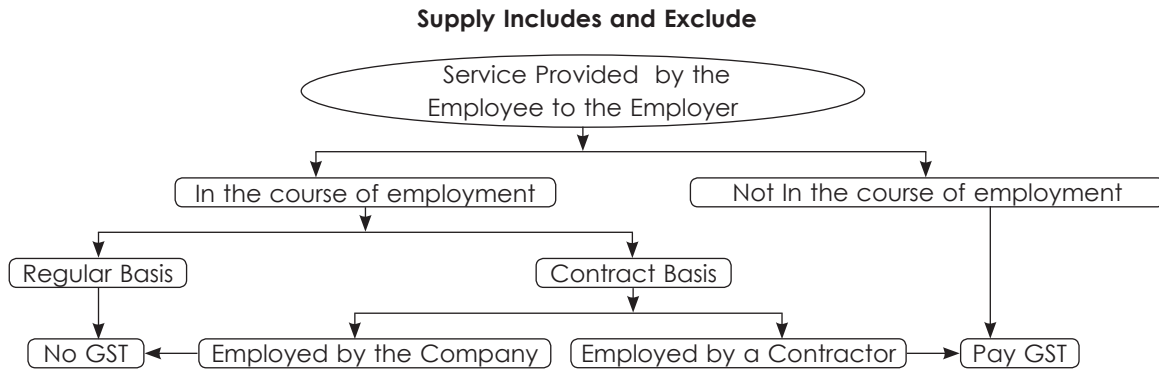 Supply Includes and Exclude
Service Provided by the
Employee to the Employer
In the course of employment
Not In the course of employment
Regular Basis
Contract Basis
No GST
Employed by the Company
Employed by a Contractor
Pay GST